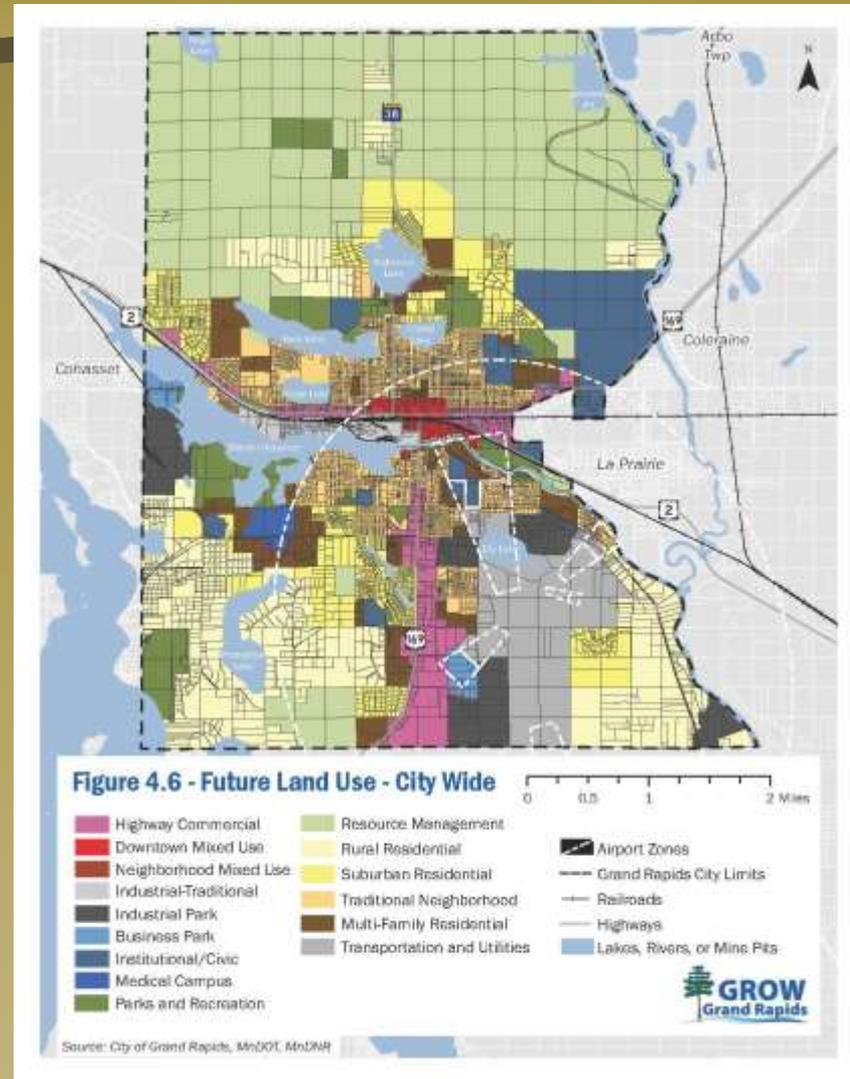 Arbo
Twp
N
38
2
169
Coleraine
Cohasset
La Prairie
2
169
Figure 4.6 - Future Land Use - City Wide
0 0.5 1 2 Miles
Highway Commercial
Downtown Mixed Use
Neighborhood Mixed Use
Industrial-Traditional
Industrial Park
Business Park
Institutional/Civic
Medical Campus
Parks and Recreation
Resource Management
Rural Residential
Suburban Residential
Traditional Neighborhood
Multi-Family Residential
Transportation and Utilities
Airport Zones
Grand Rapids City Limits
Railroads
Highways
Lakes, Rivers, or Mine Pits
GROW
Grand Rapids
Source: City of Grand Rapids, MnDOT, MnDNR